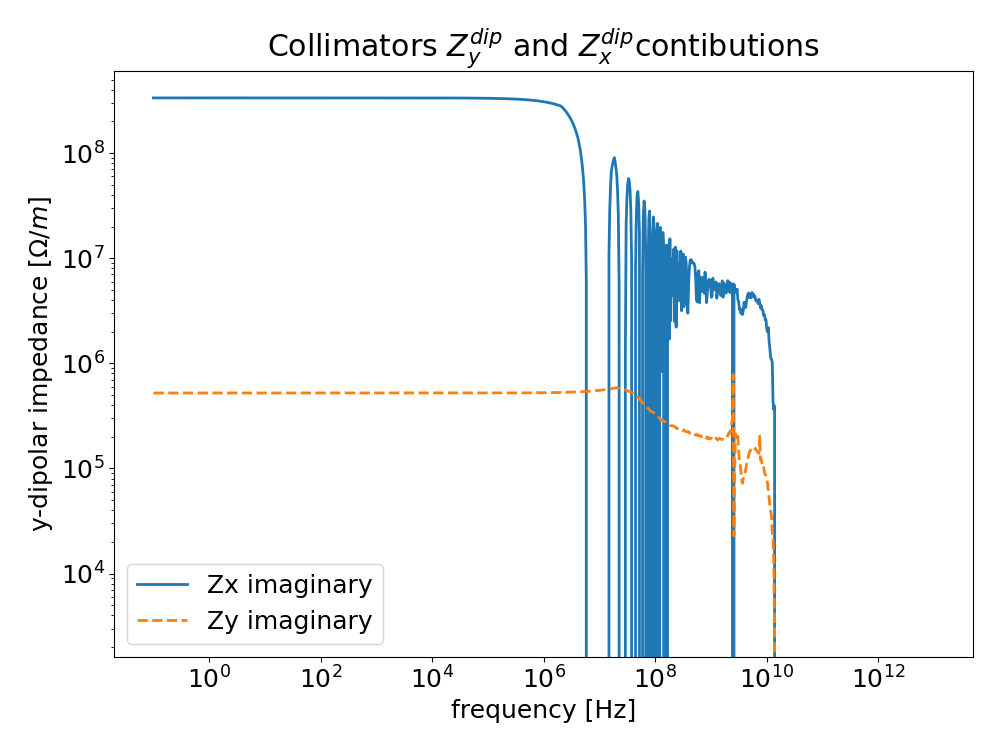 Collimators $Z_y^{dip}$ and $Z_x^{dip}$contibutions
y-dipolar impedance [Ω/m]
10^8
10^7
10^6
10^5
10^4
Zx imaginary
Zy imaginary
10^0 10^2 10^4 10^6 10^8 10^10 10^12
frequency [Hz]